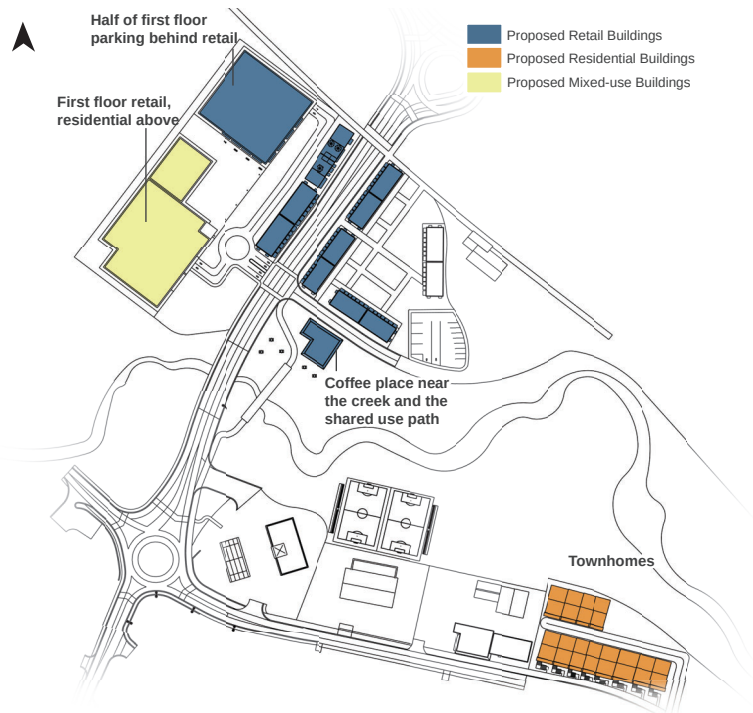 Half of first floor
parking behind retail
Proposed Retail Buildings
Proposed Residential Buildings
Proposed Mixed-use Buildings
First floor retail,
residential above
Coffee place near
the creek and the
shared use path
Townhomes